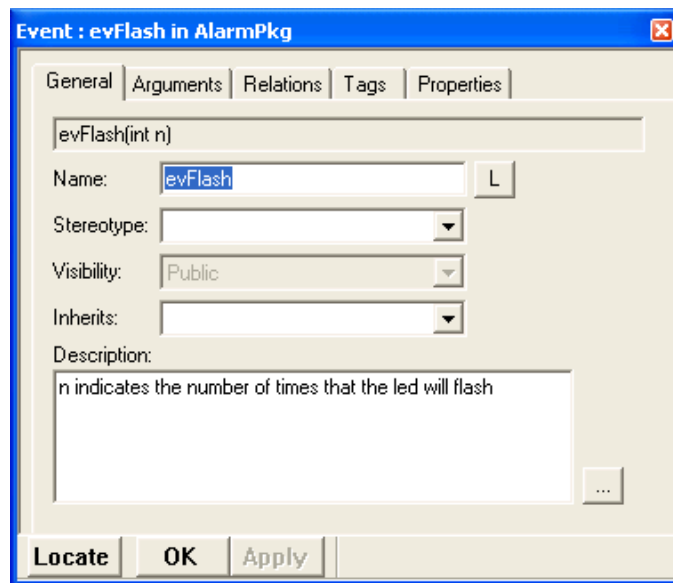 Event : evFlash in AlarmPkg
General Arguments Relations Tags Properties
evFlash(int n)
Name: evFlash L
Stereotype:
Visibility: Public
Inherits:
Description:
n indicates the number of times that the led will flash
...
Locate OK Apply